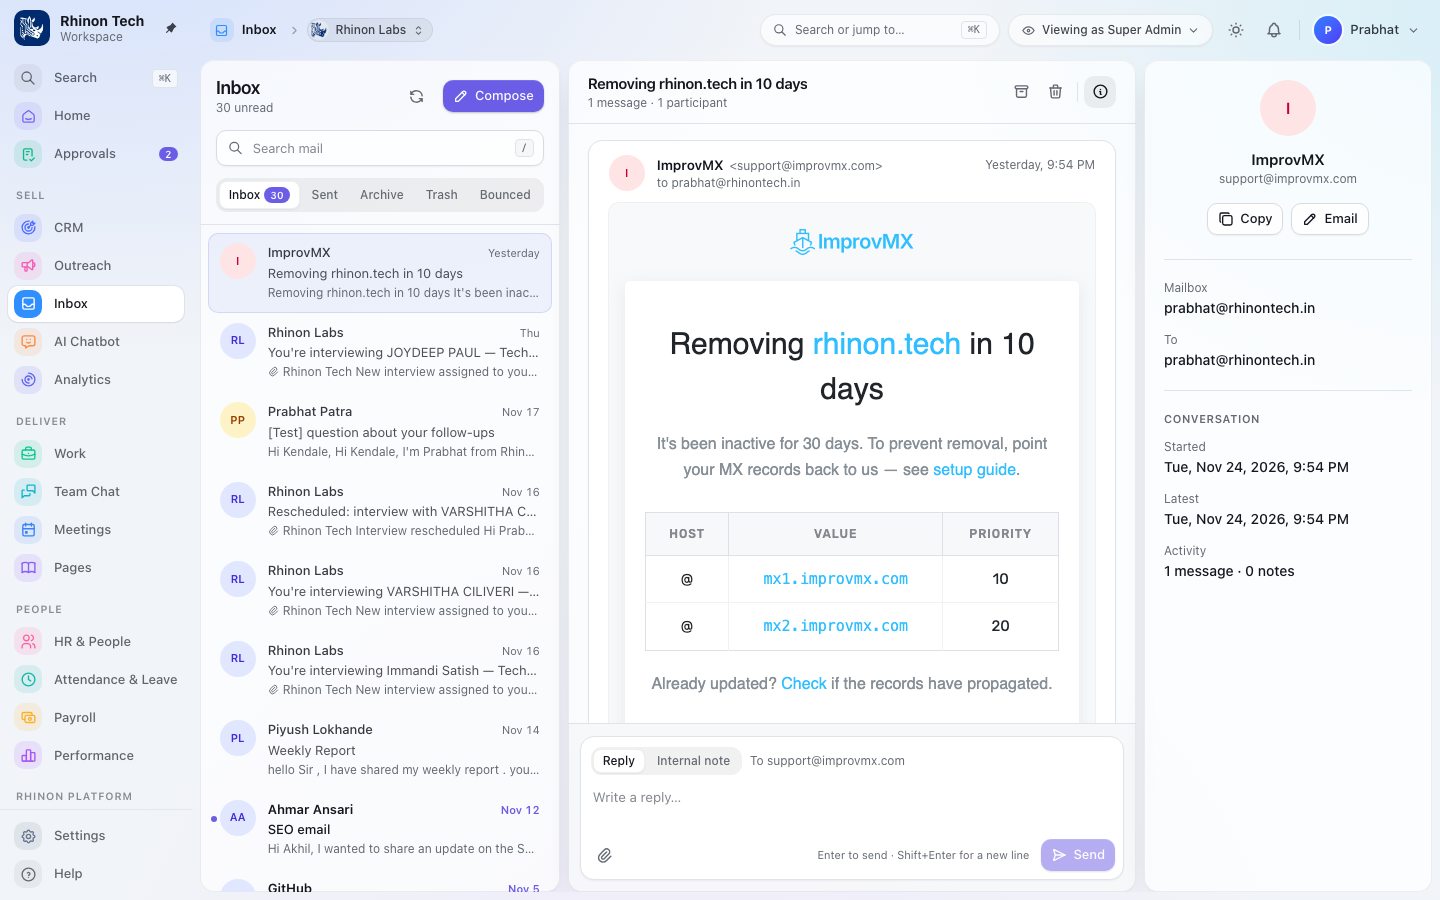 Rhinon Tech
Workspace
Search
⌘K
Home
Approvals
2
SELL
CRM
Outreach
Inbox
AI Chatbot
Analytics
DELIVER
Work
Team Chat
Meetings
Pages
PEOPLE
HR & People
Attendance & Leave
Payroll
Performance
RHINON PLATFORM
Settings
Help
Inbox
Rhinon Labs
Search or jump to...
⌘K
Viewing as Super Admin
P
Prabhat
Inbox
30 unread
Compose
Search mail
/
Inbox 30
Sent
Archive
Trash
Bounced
I
ImprovMX
Yesterday
Removing rhinon.tech in 10 days
Removing rhinon.tech in 10 days It's been inac...
RL
Rhinon Labs
Thu
You're interviewing JOYDEEP PAUL — Tech...
Rhinon Tech New interview assigned to you...
PP
Prabhat Patra
Nov 17
[Test] question about your follow-ups
Hi Kendale, Hi Kendale, I'm Prabhat from Rhin...
RL
Rhinon Labs
Nov 16
Rescheduled: interview with VARSHITHA C...
Rhinon Tech Interview rescheduled Hi Prab...
RL
Rhinon Labs
Nov 16
You're interviewing VARSHITHA CILIVERI —...
Rhinon Tech New interview assigned to you...
RL
Rhinon Labs
Nov 16
You're interviewing Immandi Satish — Tech...
Rhinon Tech New interview assigned to you...
PL
Piyush Lokhande
Nov 14
Weekly Report
hello Sir , I have shared my weekly report . you...
AA
Ahmar Ansari
Nov 12
SEO email
Hi Akhil, I wanted to share an update on the S...
GitHub
Nov 5
Removing rhinon.tech in 10 days
1 message · 1 participant
I
ImprovMX <support@improvmx.com>
Yesterday, 9:54 PM
to prabhat@rhinontech.in
ImprovMX
Removing rhinon.tech in 10
days
It's been inactive for 30 days. To prevent removal, point
your MX records back to us — see setup guide.
HOST VALUE PRIORITY
@ mx1.improvmx.com 10
@ mx2.improvmx.com 20
Already updated? Check if the records have propagated.
Reply
Internal note
To support@improvmx.com
Write a reply...
Enter to send · Shift+Enter for a new line
Send
I
ImprovMX
support@improvmx.com
Copy
Email
Mailbox
prabhat@rhinontech.in
To
prabhat@rhinontech.in
CONVERSATION
Started
Tue, Nov 24, 2026, 9:54 PM
Latest
Tue, Nov 24, 2026, 9:54 PM
Activity
1 message · 0 notes